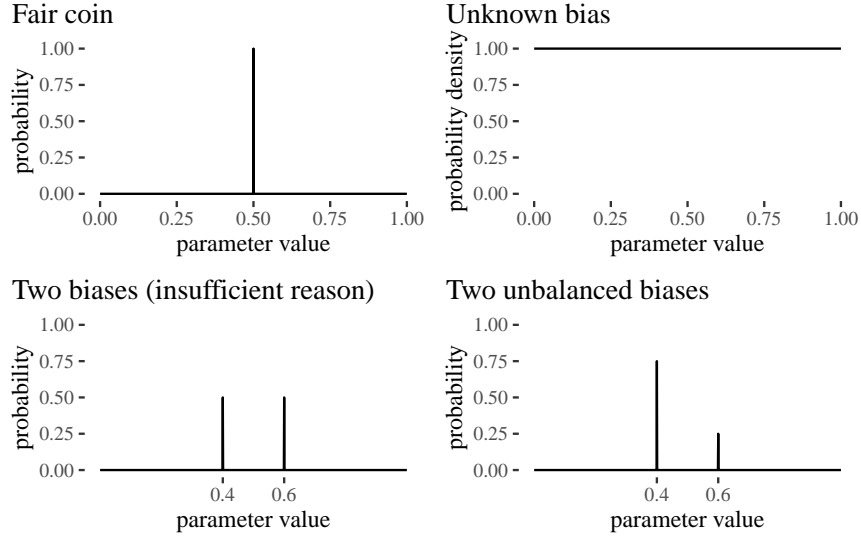 Fair coin
probability
1.00
0.75
0.50
0.25
0.00
0.00 0.25 0.50 0.75 1.00
parameter value
Unknown bias
probability density
1.00
0.75
0.50
0.25
0.00
0.00 0.25 0.50 0.75 1.00
parameter value
Two biases (insufficient reason)
probability
1.00
0.75
0.50
0.25
0.00
0.4 0.6
parameter value
Two unbalanced biases
probability
1.00
0.75
0.50
0.25
0.00
0.4 0.6
parameter value